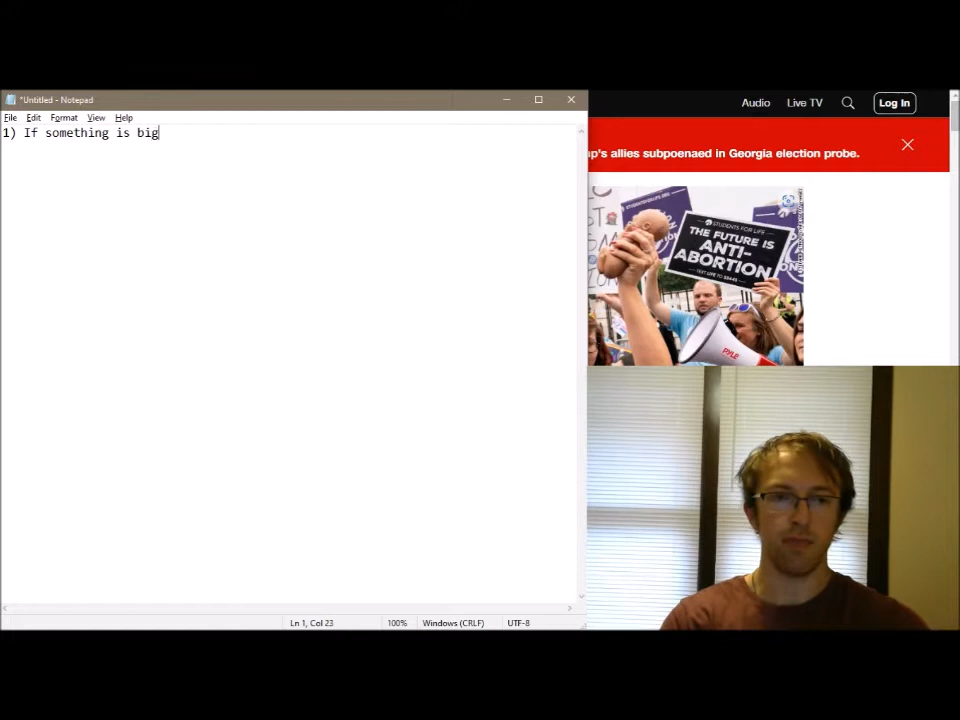 *Untitled - Notepad
File Edit Format View Help
1) If something is big
Ln 1, Col 23 100% Windows (CRLF) UTF-8
Audio Live TV Log In
up's allies subpoenaed in Georgia election probe.
STUDENTS FOR LIFE
THE FUTURE IS
ANTI-
ABORTION
PYLE